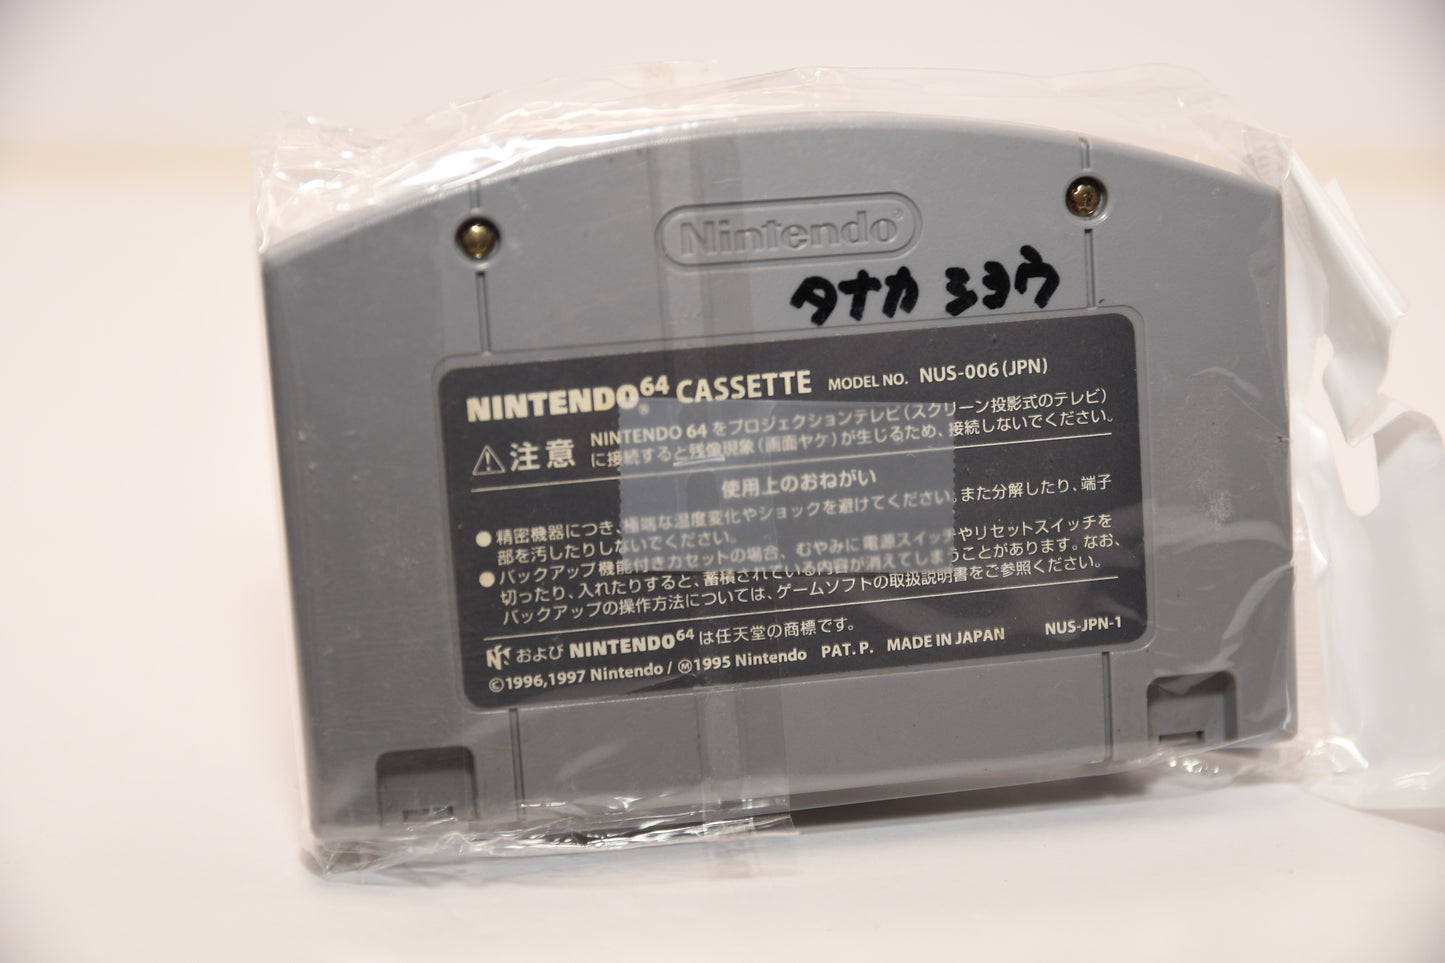 Nintendo®
タナカ ショウ
NINTENDO64® CASSETTE MODEL NO. NUS-006(JPN)
⚠注意 NINTENDO 64 をプロジェクションテレビ(スクリーン投影式のテレビ)
に接続すると残像現象(画面ヤケ)が生じるため、接続しないでください。
使用上のおねがい
●精密機器につき、極端な温度変化やショックを避けてください。また分解したり、端子
部を汚したりしないでください。
●バックアップ機能付きカセットの場合、むやみに電源スイッチやリセットスイッチを
切ったり、入れたりすると、蓄積されている内容が消えてしまうことがあります。なお、
バックアップの操作方法については、ゲームソフトの取扱説明書をご参照ください。
および NINTENDO64 は任天堂の商標です。
©1996,1997 Nintendo / Ⓜ1995 Nintendo PAT. P. MADE IN JAPAN NUS-JPN-1